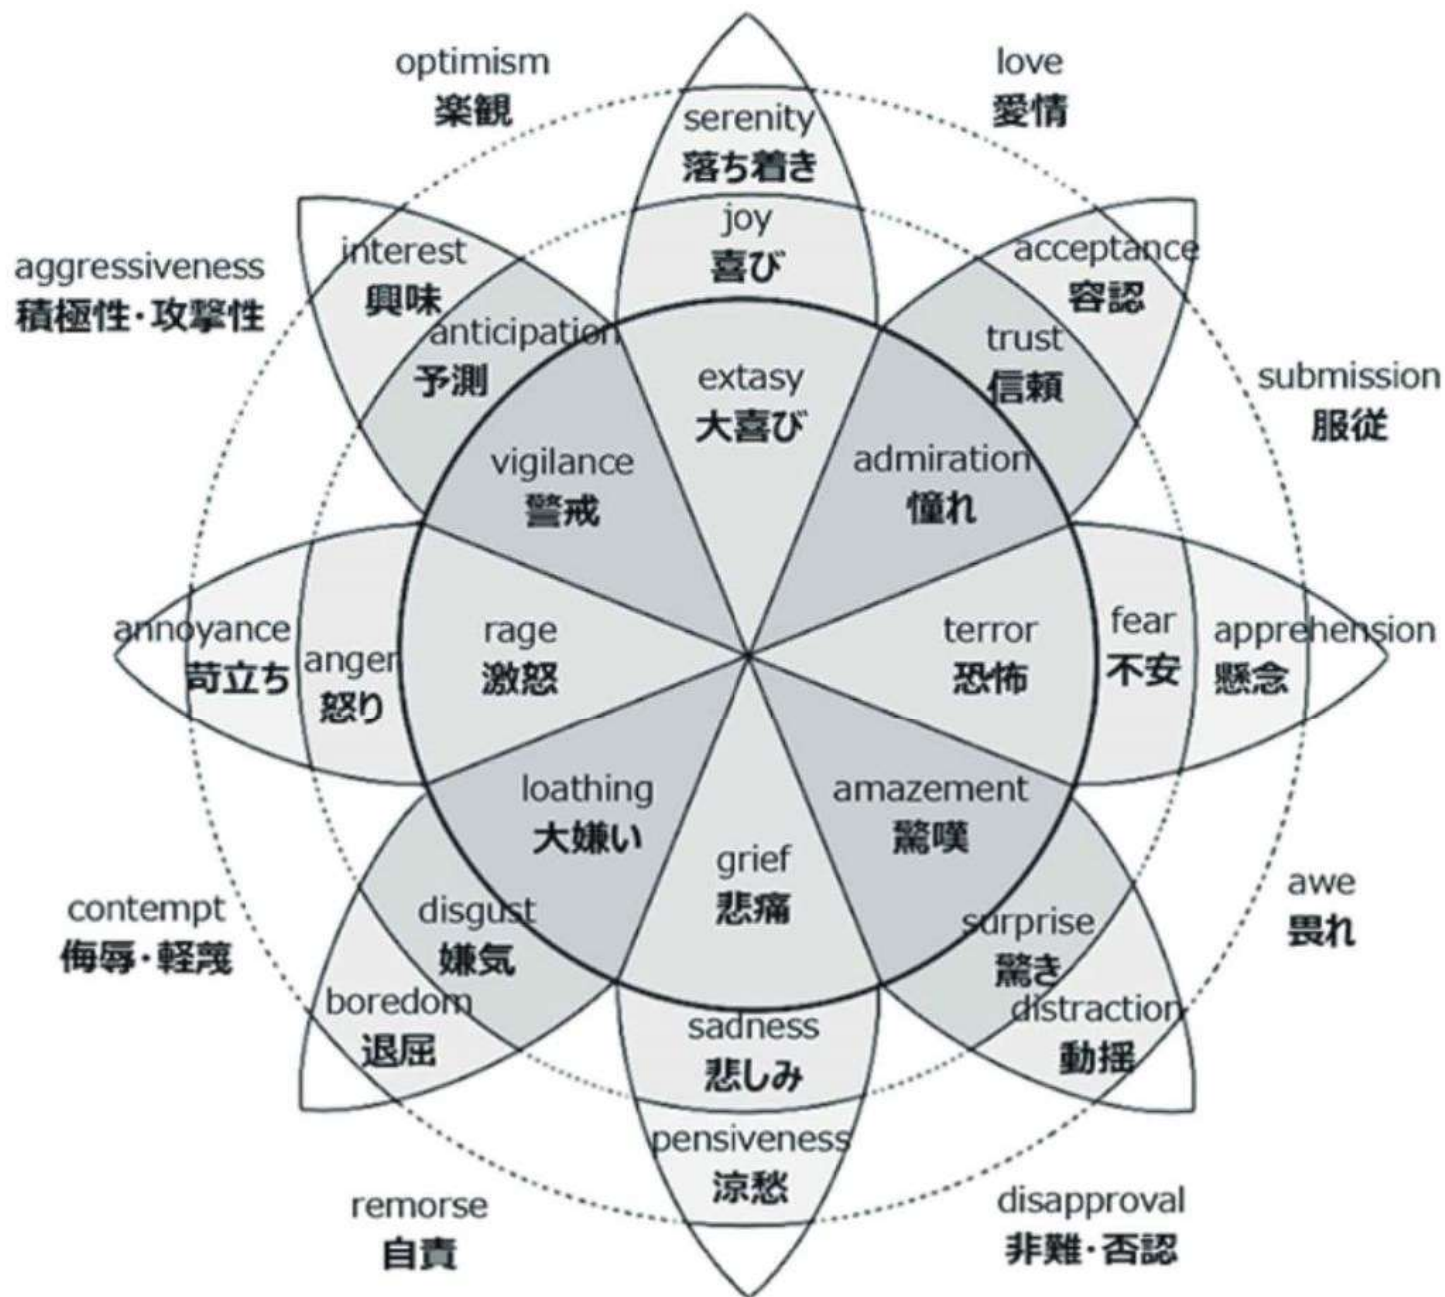 optimism
楽観
love
愛情
serenity
落ち着き
joy
喜び
interest
興味
acceptance
容認
aggressiveness
積極性・攻撃性
anticipation
予測
trust
信頼
extasy
大喜び
submission
服従
vigilance
警戒
admiration
憧れ
annoyance
苛立ち
anger
怒り
rage
激怒
terror
恐怖
fear
不安
apprehension
懸念
loathing
大嫌い
amazement
驚嘆
grief
悲痛
awe
畏れ
contempt
侮辱・軽蔑
disgust
嫌気
surprise
驚き
boredom
退屈
distraction
動揺
sadness
悲しみ
pensiveness
涼愁
remorse
自責
disapproval
非難・否認